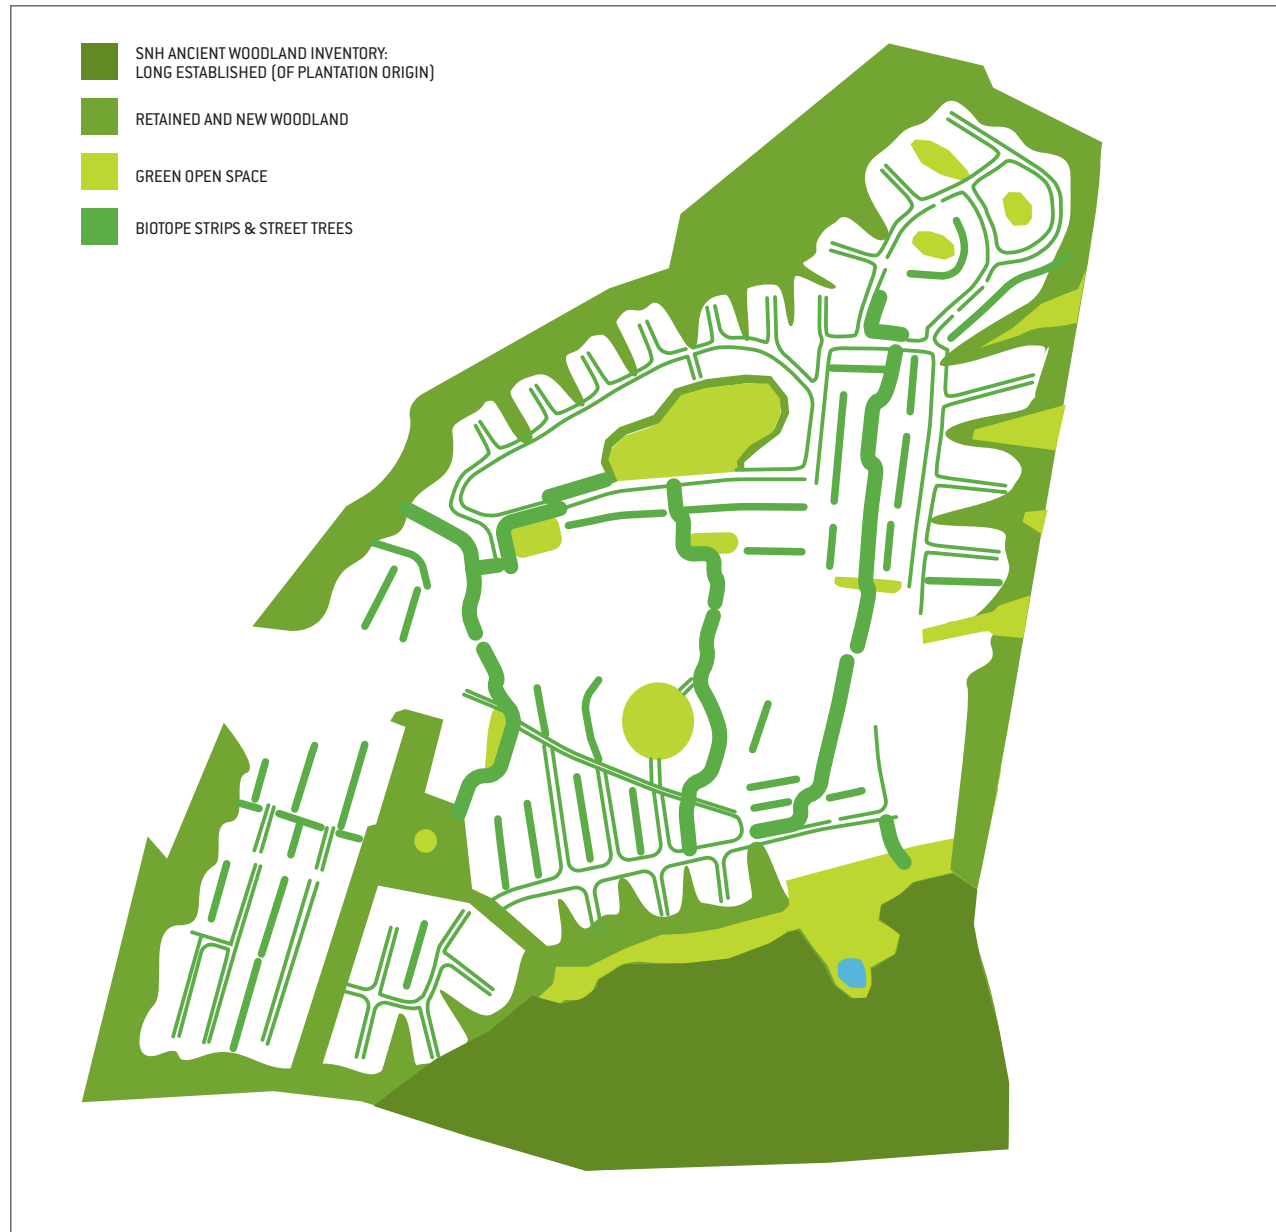 SNH ANCIENT WOODLAND INVENTORY:
LONG ESTABLISHED (OF PLANTATION ORIGIN)
RETAINED AND NEW WOODLAND
GREEN OPEN SPACE
BIOTOPE STRIPS & STREET TREES